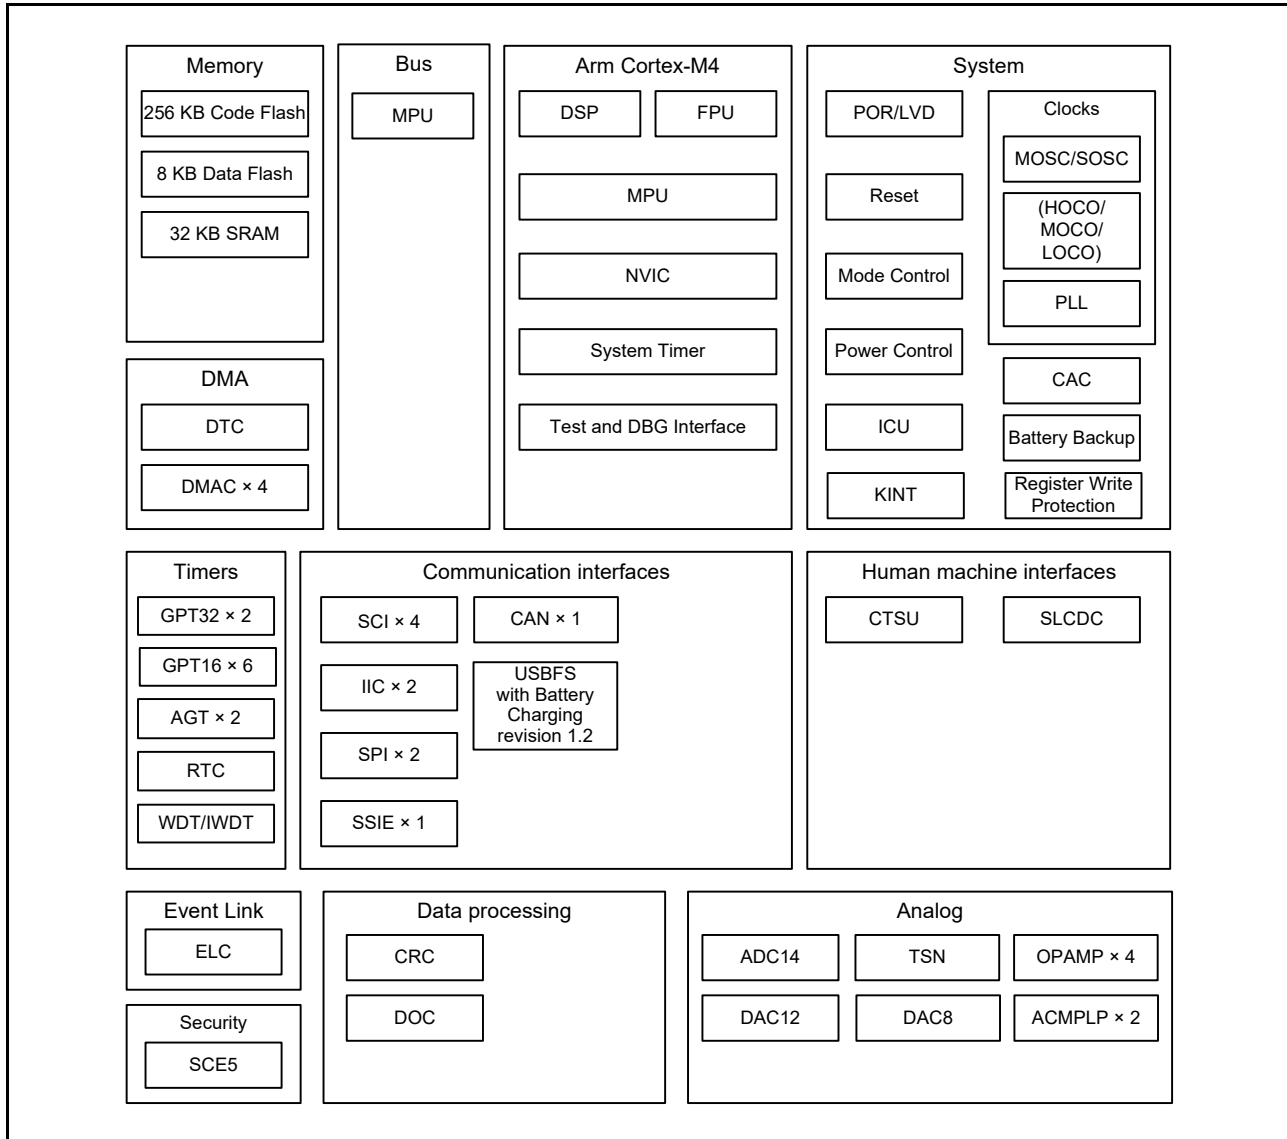 Memory
256 KB Code Flash
8 KB Data Flash
32 KB SRAM
DMA
DTC
DMAC × 4
Bus
MPU
Arm Cortex-M4
DSP
FPU
MPU
NVIC
System Timer
Test and DBG Interface
System
POR/LVD
Reset
Mode Control
Power Control
ICU
KINT
Clocks
MOSC/SOSC
(HOCO/
MOCO/
LOCO)
PLL
CAC
Battery Backup
Register Write
Protection
Timers
GPT32 × 2
GPT16 × 6
AGT × 2
RTC
WDT/IWDT
Communication interfaces
SCI × 4
IIC × 2
SPI × 2
SSIE × 1
CAN × 1
USBFS
with Battery
Charging
revision 1.2
Human machine interfaces
CTSU
SLCDC
Event Link
ELC
Security
SCE5
Data processing
CRC
DOC
Analog
ADC14
TSN
OPAMP × 4
DAC12
DAC8
ACMPLP × 2